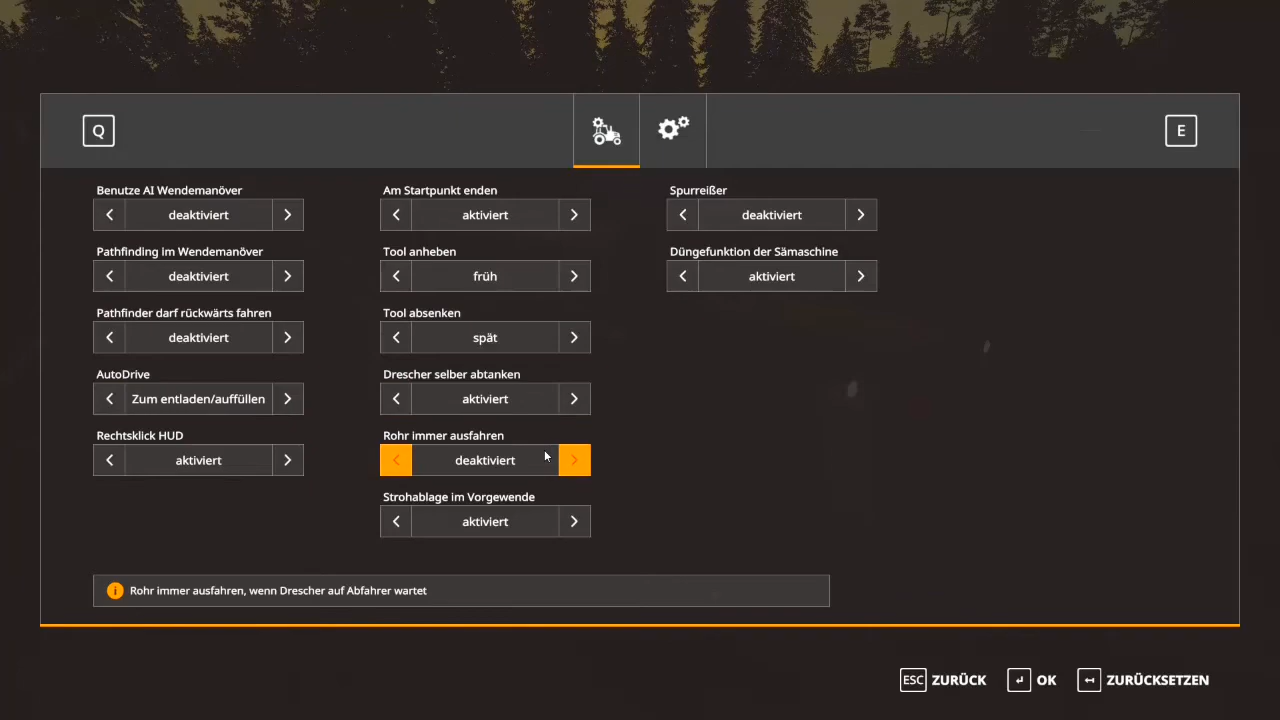 Q
E
Benutze AI Wendemanöver
deaktiviert
Pathfinding im Wendemanöver
deaktiviert
Pathfinder darf rückwärts fahren
deaktiviert
AutoDrive
Zum entladen/auffüllen
Rechtsklick HUD
aktiviert
Am Startpunkt enden
aktiviert
Tool anheben
früh
Tool absenken
spät
Drescher selber abtanken
aktiviert
Rohr immer ausfahren
deaktiviert
Strohablage im Vorgewende
aktiviert
Spurreißer
deaktiviert
Düngefunktion der Sämaschine
aktiviert
Rohr immer ausfahren, wenn Drescher auf Abfahrer wartet
ESC ZURÜCK OK ZURÜCKSETZEN